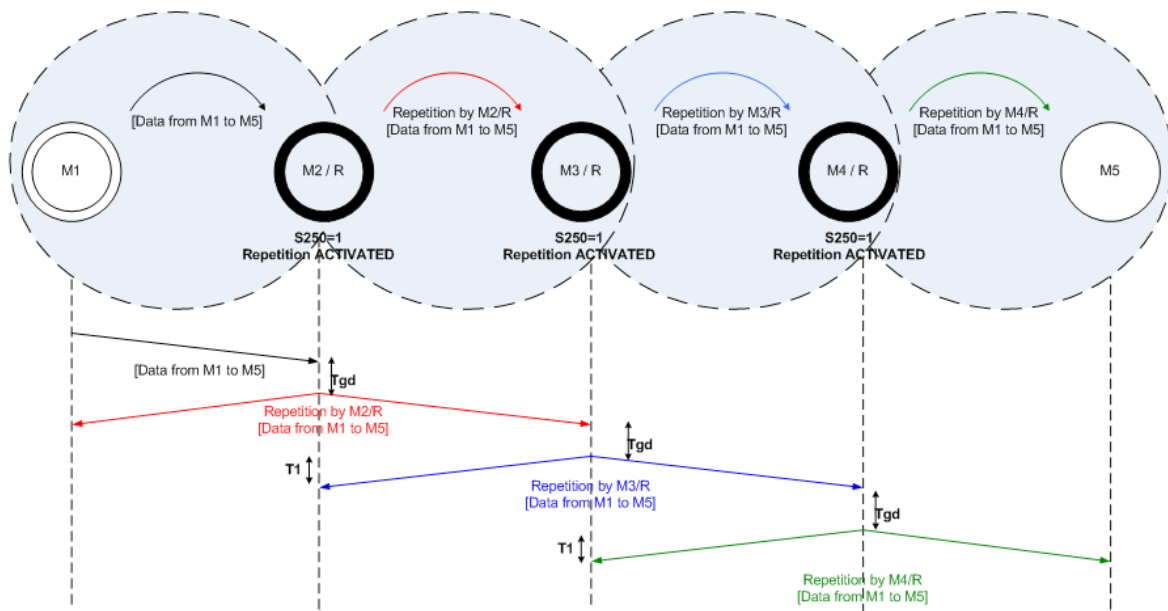 [Data from M1 to M5]
Repetition by M2/R
[Data from M1 to M5]
Repetition by M3/R
[Data from M1 to M5]
Repetition by M4/R
[Data from M1 to M5]
M1
M2 / R
M3 / R
M4 / R
M5
S250=1
Repetition ACTIVATED
S250=1
Repetition ACTIVATED
S250=1
Repetition ACTIVATED
[Data from M1 to M5]
Tgd
Repetition by M2/R
[Data from M1 to M5]
Tgd
T1
Repetition by M3/R
[Data from M1 to M5]
Tgd
T1
Repetition by M4/R
[Data from M1 to M5]